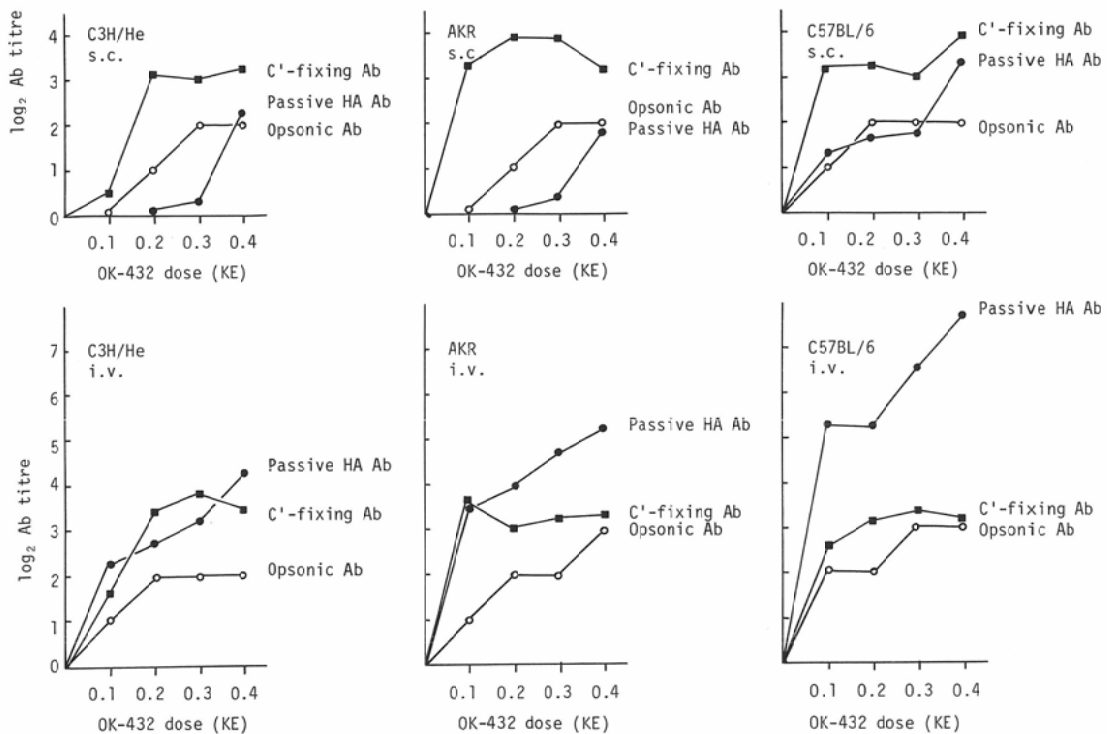 C3H/He
s.c.
4
3
2
1
0
log₂ Ab titre
C'-fixing Ab
Passive HA Ab
Opsonic Ab
0.1 0.2 0.3 0.4
OK-432 dose (KE)
AKR
s.c
C'-fixing Ab
Opsonic Ab
Passive HA Ab
0.1 0.2 0.3 0.4
OK-432 dose (KE)
C57BL/6
s.c.
C'-fixing Ab
Passive HA Ab
Opsonic Ab
0.1 0.2 0.3 0.4
OK-432 dose (KE)
C3H/He
i.v.
7
6
5
4
3
2
1
0
log₂ Ab titre
Passive HA Ab
C'-fixing Ab
Opsonic Ab
0.1 0.2 0.3 0.4
OK-432 dose (KE)
AKR
i.v.
Passive HA Ab
C'-fixing Ab
Opsonic Ab
0.1 0.2 0.3 0.4
OK-432 dose (KE)
C57BL/6
i.v.
Passive HA Ab
C'-fixing Ab
Opsonic Ab
0.1 0.2 0.3 0.4
OK-432 dose (KE)